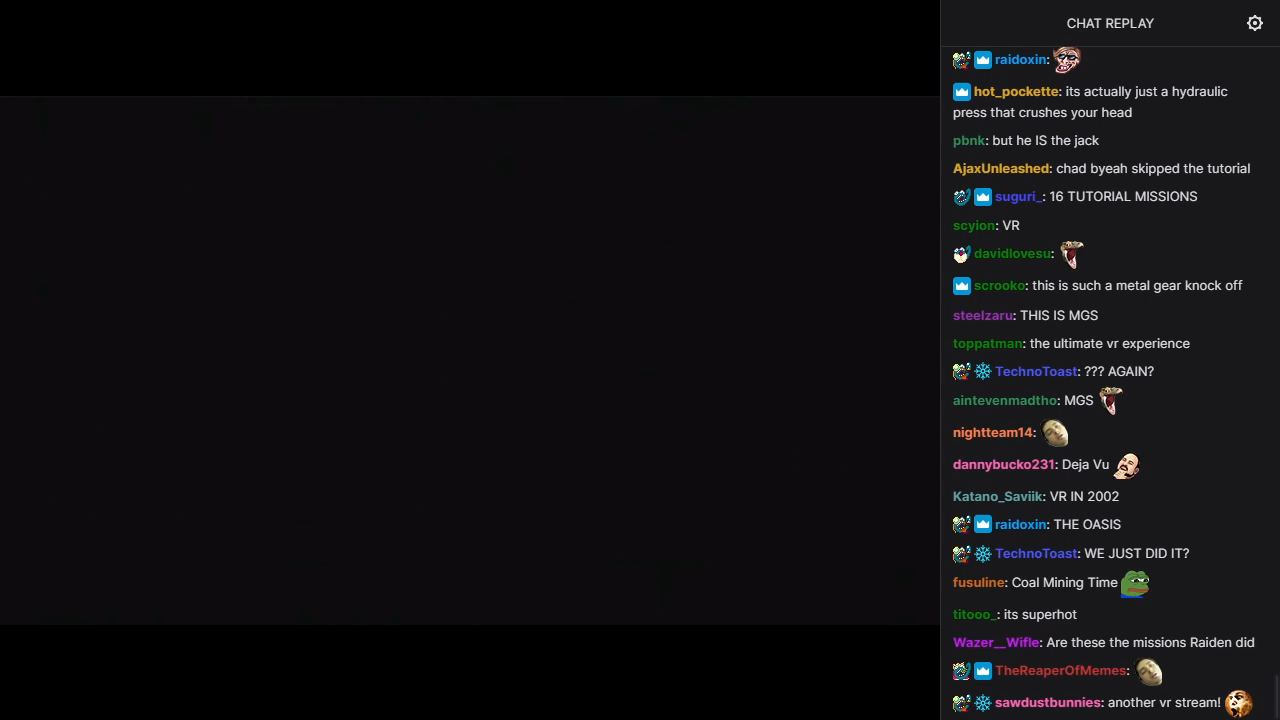 CHAT REPLAY
raidoxin:
hot_pockette: its actually just a hydraulic
press that crushes your head
pbnk: but he IS the jack
AjaxUnleashed: chad byeah skipped the tutorial
suguri_: 16 TUTORIAL MISSIONS
scyion: VR
davidlovesu:
scrooko: this is such a metal gear knock off
steelzaru: THIS IS MGS
toppatman: the ultimate vr experience
TechnoToast: ??? AGAIN?
aintevenmadtho: MGS
nightteam14:
dannybucko231: Deja Vu
Katano_Saviik: VR IN 2002
raidoxin: THE OASIS
TechnoToast: WE JUST DID IT?
fusuline: Coal Mining Time
titooo_: its superhot
Wazer__Wifle: Are these the missions Raiden did
TheReaperOfMemes:
sawdustbunnies: another vr stream!